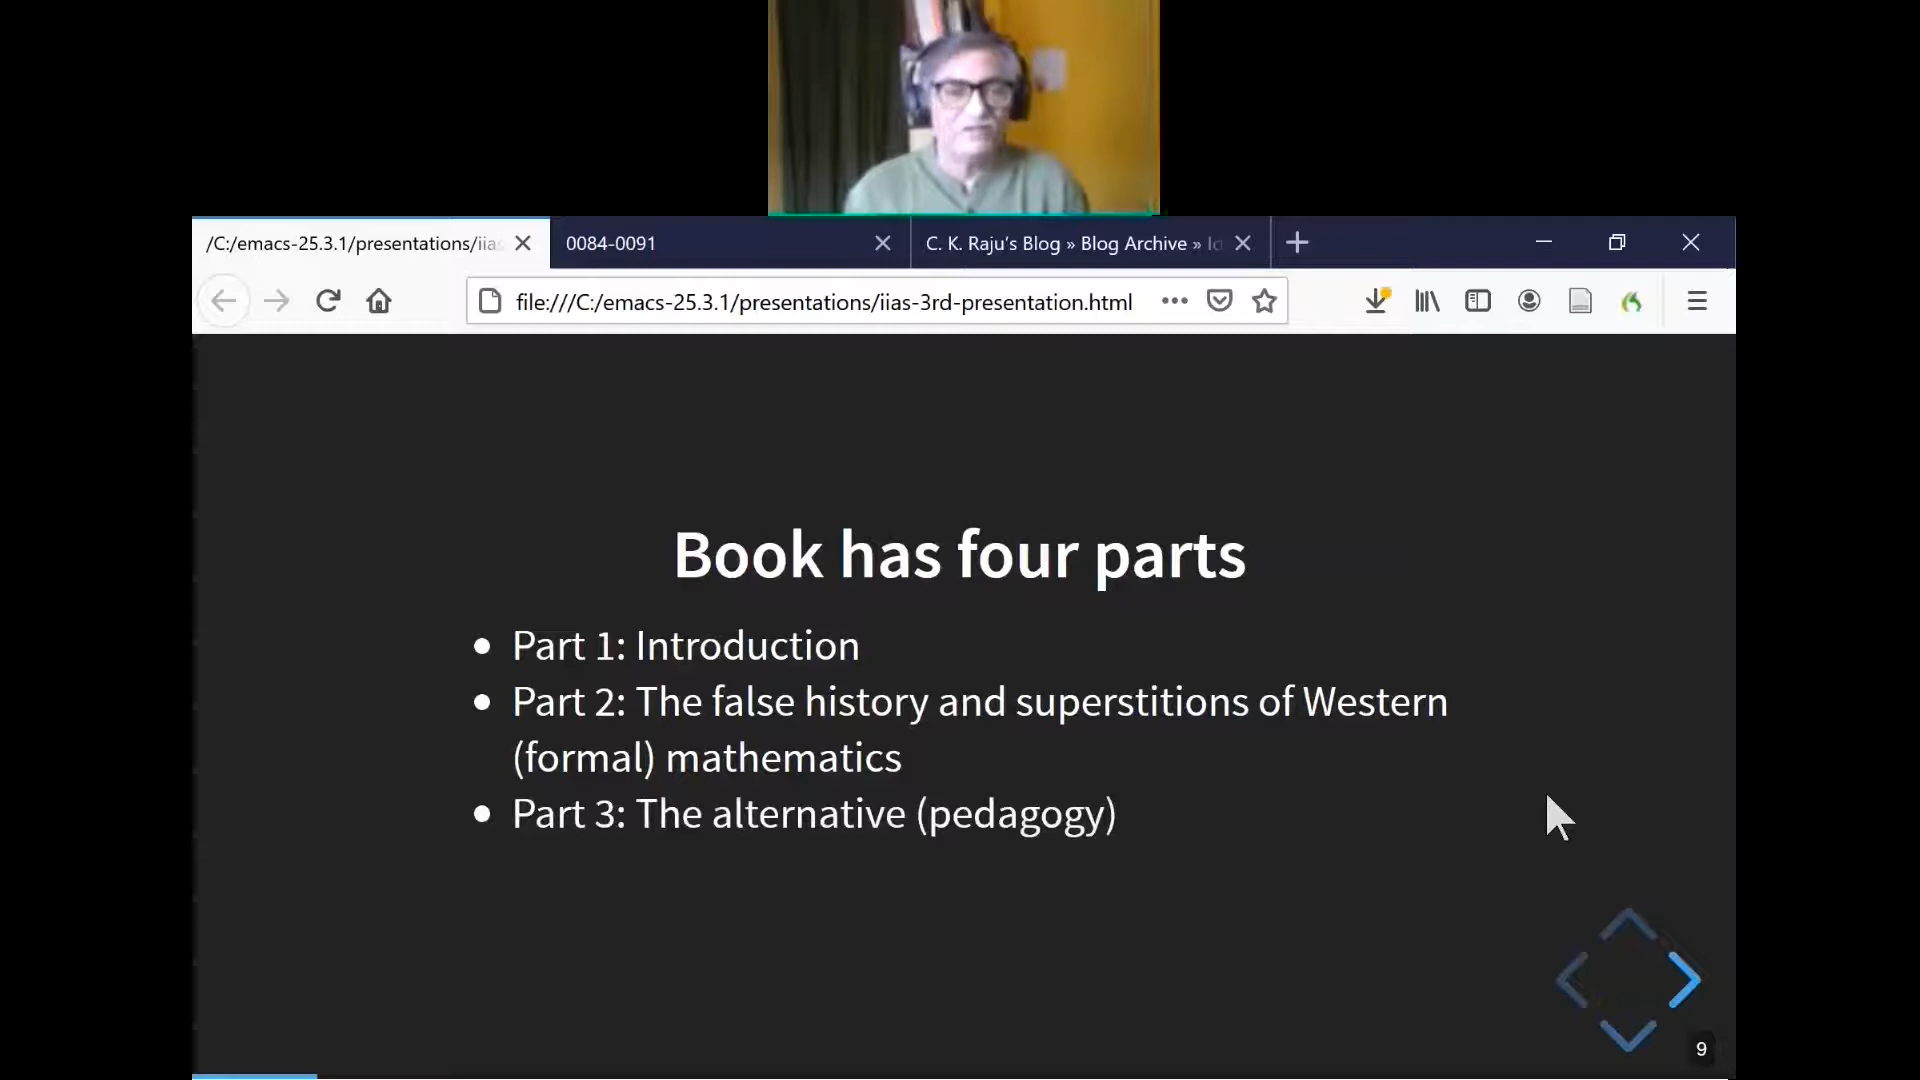 /C:/emacs-25.3.1/presentations/iias
0084-0091
C. K. Raju's Blog » Blog Archive »
file:///C:/emacs-25.3.1/presentations/iias-3rd-presentation.html
Book has four parts
• Part 1: Introduction
• Part 2: The false history and superstitions of Western
(formal) mathematics
• Part 3: The alternative (pedagogy)
9